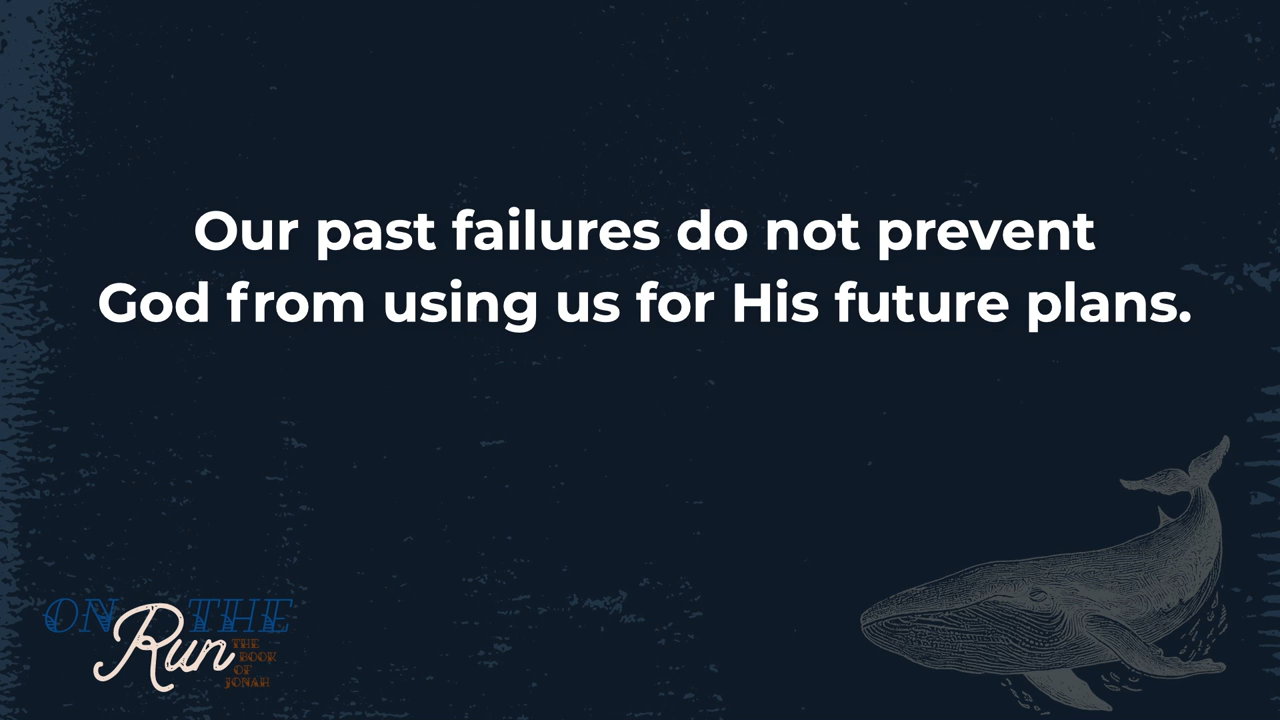 Our past failures do not prevent
God from using us for His future plans.
ON THE
Run
THE
BOOK
OF
JONAH